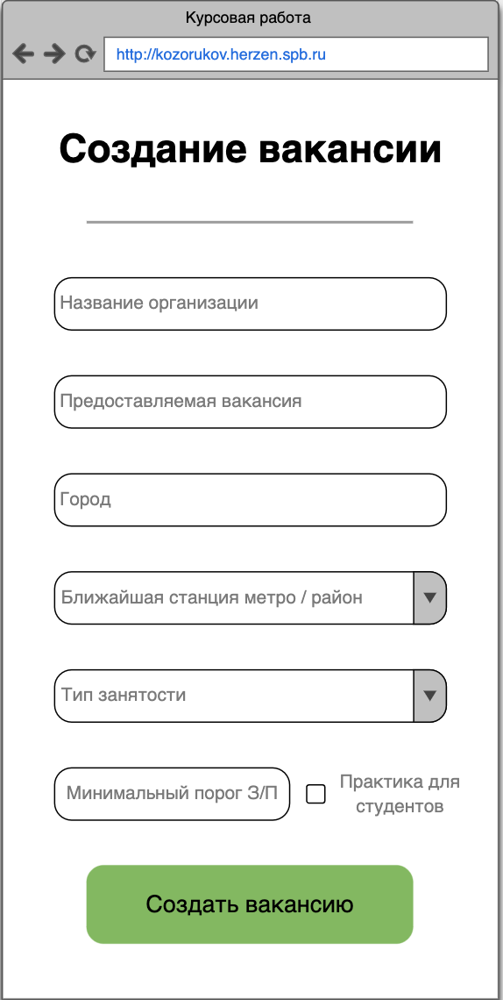 Курсовая работа
http://kozorukov.herzen.spb.ru
Создание вакансии
Название организации
Предоставляемая вакансия
Город
Ближайшая станция метро / район
Тип занятости
Минимальный порог З/П
Практика для
студентов
Создать вакансию